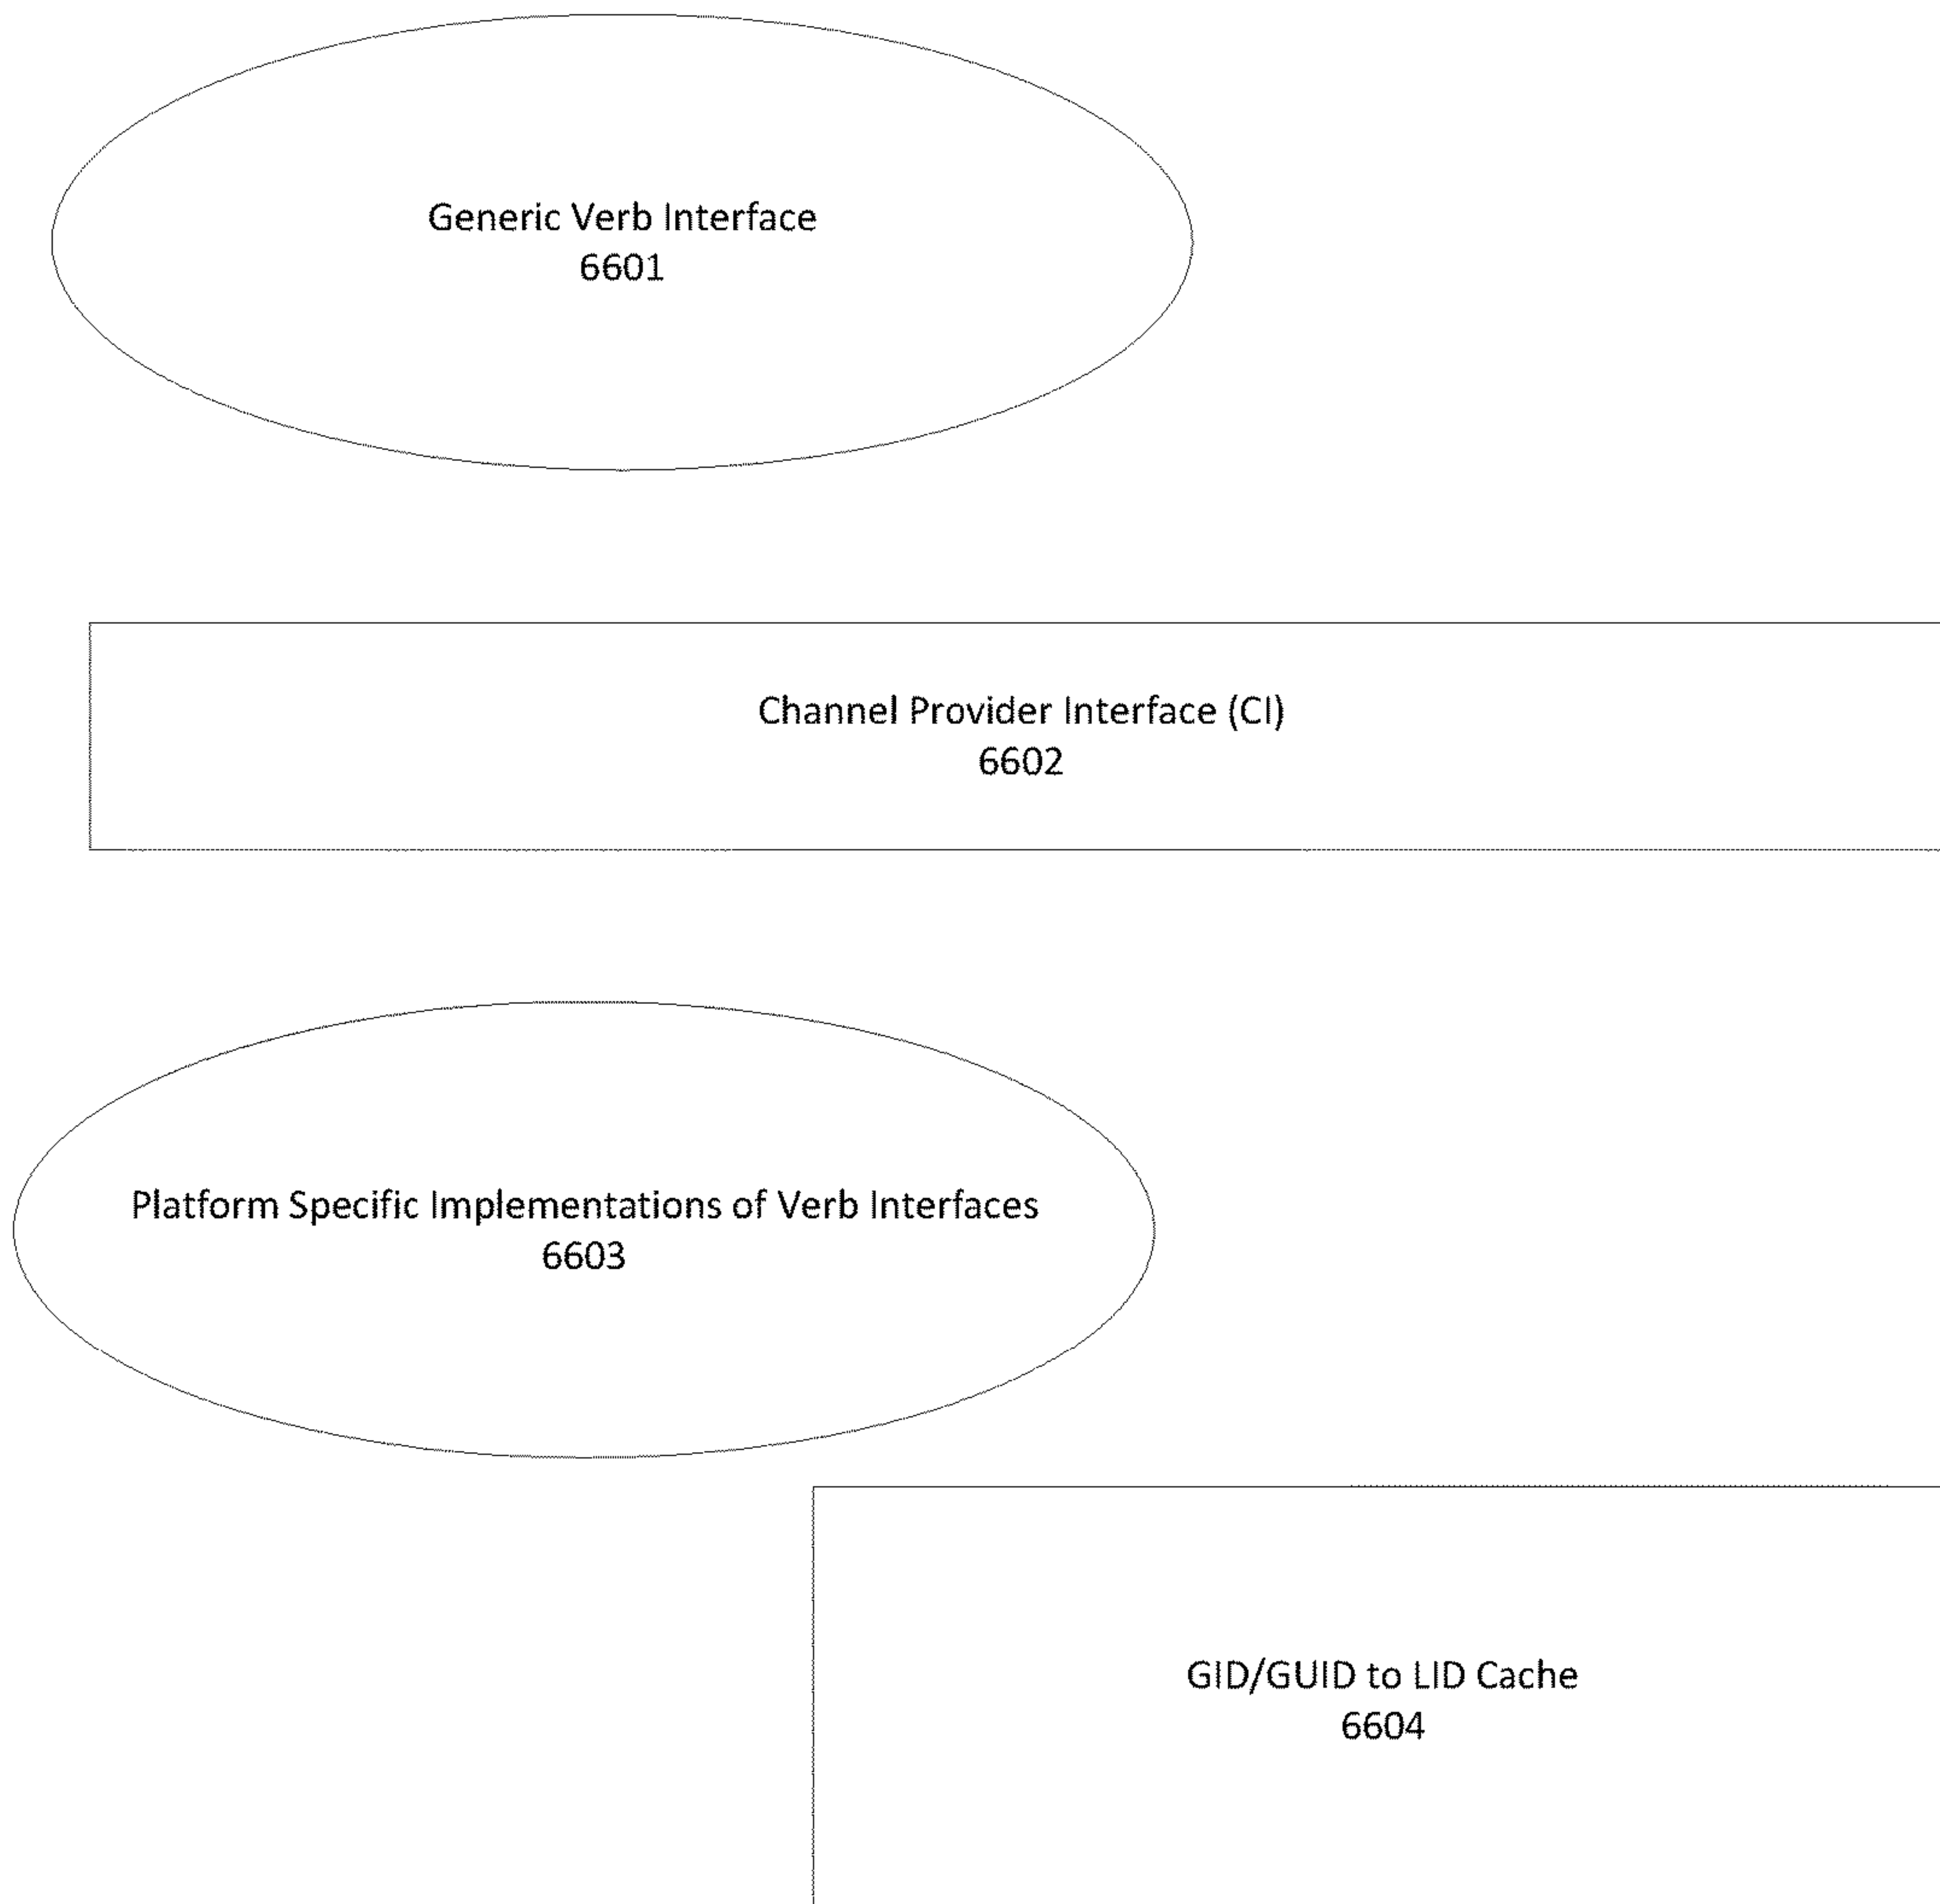 Generic Verb Interface
6601
Channel Provider Interface (CI)
6602
Platform Specific Implementations of Verb Interfaces
6603
GID/GUID to LID Cache
6604